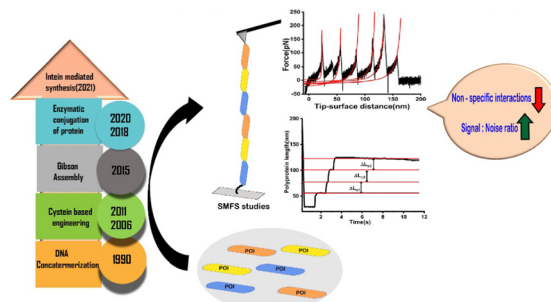 Intein mediated
synthesis(2021)
Enzymatic
conjugation
of protein
2020
2018
Gibson
Assembly
2015
Cystein based
engineering
2011
2006
DNA
Concatermerization
1990
SMFS studies
POI
POI
POI
POI
POI
POI
Force(pN)
250
200
150
100
50
0
0
50
100
150
200
Tip-surface distance(nm)
Polyprotein length(nm)
150
100
50
0
2
4
6
8
10
12
Time(s)
Non - specific interactions
Signal : Noise ratio